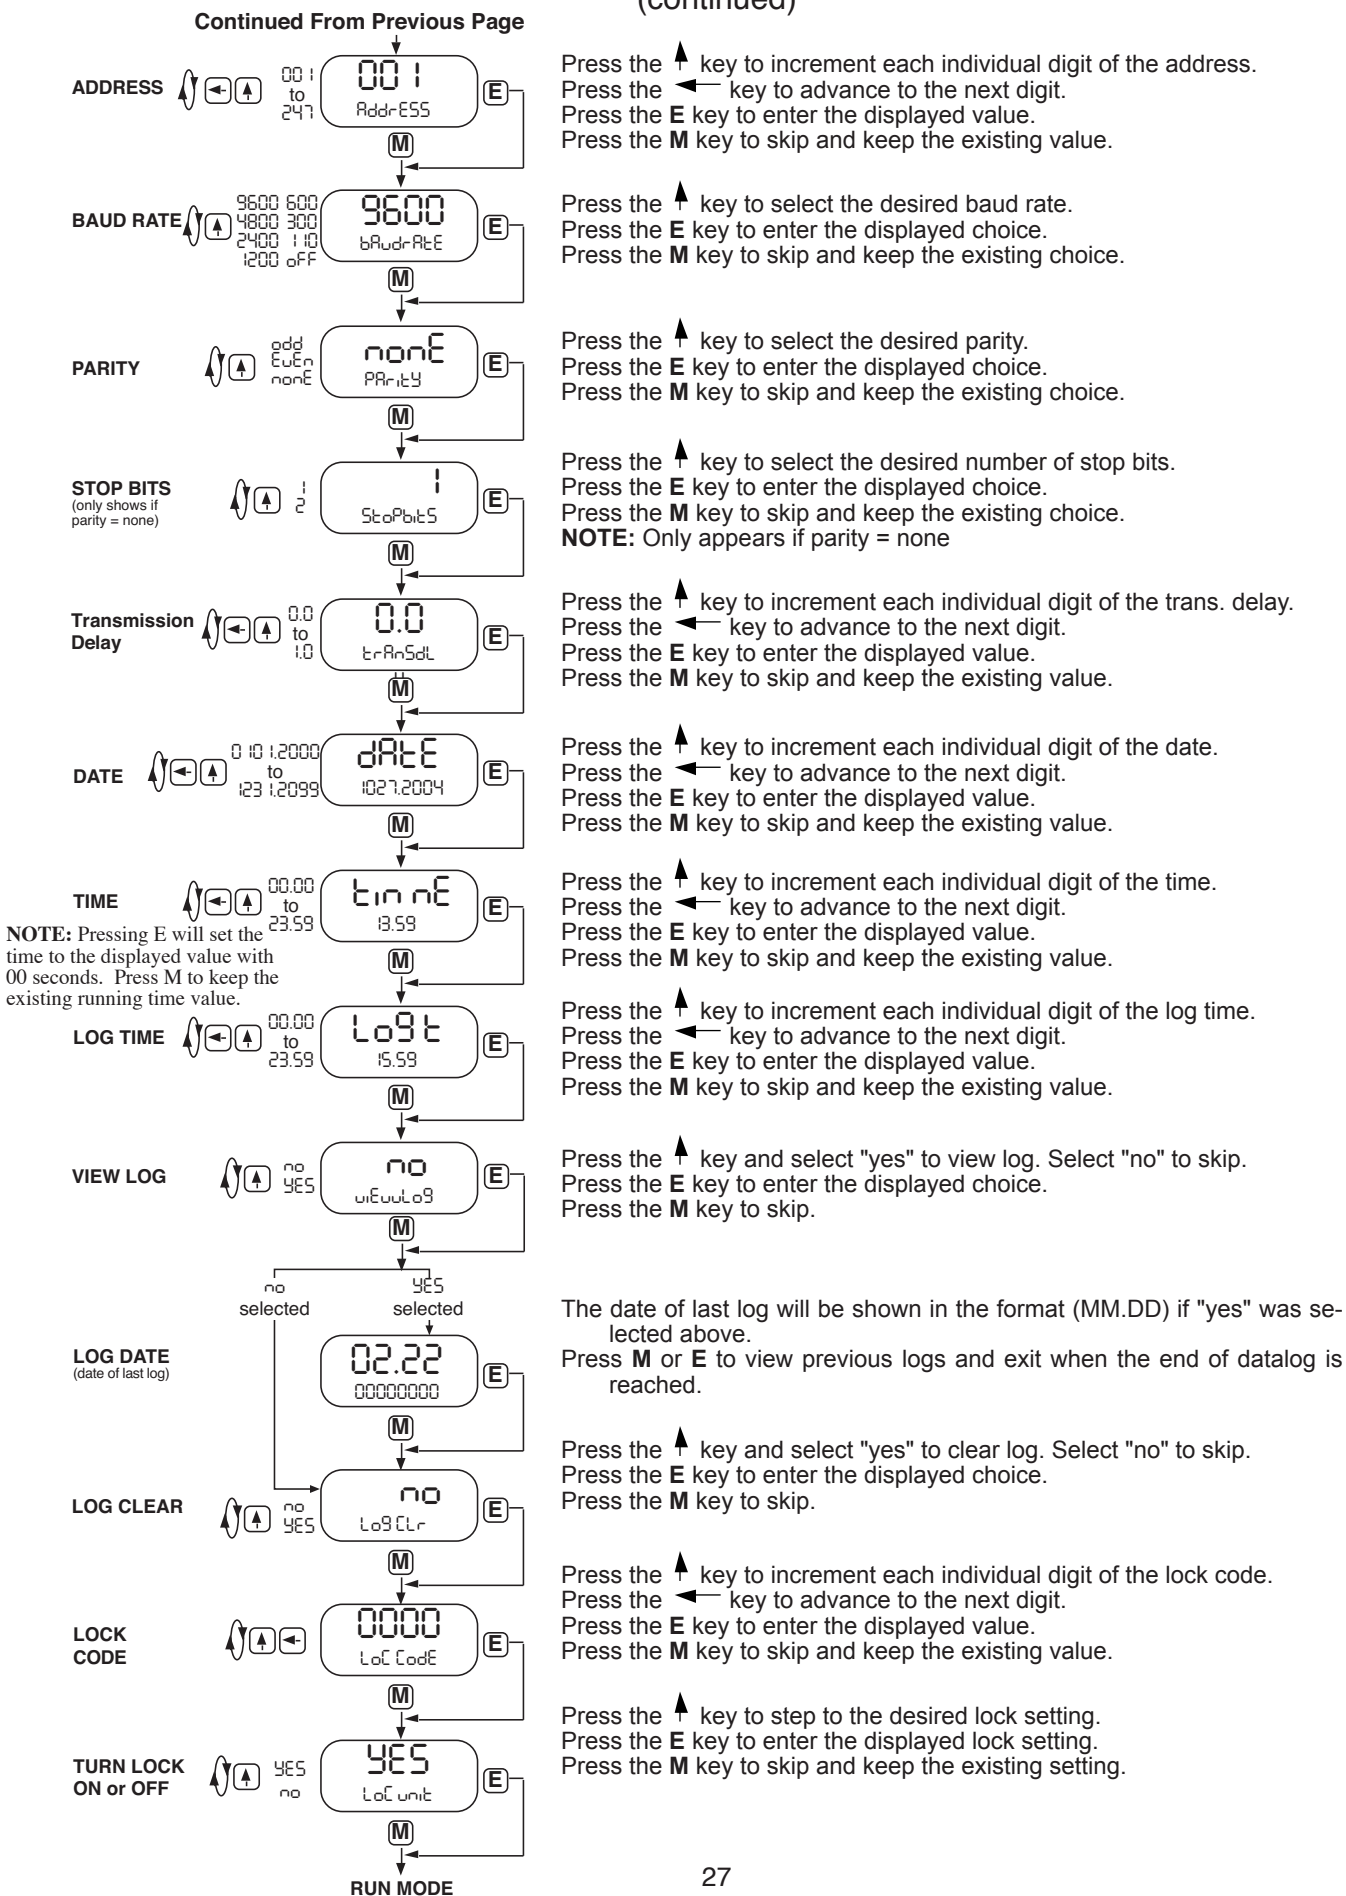 (continued)
Continued From Previous Page
ADDRESS
001
to
247
001
AddrESS
E
M
Press the key to increment each individual digit of the address.
Press the key to advance to the next digit.
Press the E key to enter the displayed value.
Press the M key to skip and keep the existing value.
BAUD RATE
9600 600
4800 300
2400 110
1200 oFF
9600
bAudrAtE
E
M
Press the key to select the desired baud rate.
Press the E key to enter the displayed choice.
Press the M key to skip and keep the existing choice.
PARITY
odd
EvEn
nonE
nonE
PAritY
E
M
Press the key to select the desired parity.
Press the E key to enter the displayed choice.
Press the M key to skip and keep the existing choice.
STOP BITS
(only shows if
parity = none)
1
2
1
StoPbitS
E
M
Press the key to select the desired number of stop bits.
Press the E key to enter the displayed choice.
Press the M key to skip and keep the existing choice.
NOTE: Only appears if parity = none
Transmission
Delay
0.0
to
1.0
0.0
trAnSdL
E
M
Press the key to increment each individual digit of the trans. delay.
Press the key to advance to the next digit.
Press the E key to enter the displayed value.
Press the M key to skip and keep the existing value.
DATE
0101.2000
to
1231.2099
dAtE
1027.2004
E
M
Press the key to increment each individual digit of the date.
Press the key to advance to the next digit.
Press the E key to enter the displayed value.
Press the M key to skip and keep the existing value.
TIME
00.00
to
23.59
tin nE
13.59
E
M
NOTE: Pressing E will set the
time to the displayed value with
00 seconds. Press M to keep the
existing running time value.
Press the key to increment each individual digit of the time.
Press the key to advance to the next digit.
Press the E key to enter the displayed value.
Press the M key to skip and keep the existing value.
LOG TIME
00.00
to
23.59
Log t
15.59
E
M
Press the key to increment each individual digit of the log time.
Press the key to advance to the next digit.
Press the E key to enter the displayed value.
Press the M key to skip and keep the existing value.
VIEW LOG
no
YES
no
viEuuLog
E
M
Press the key and select "yes" to view log. Select "no" to skip.
Press the E key to enter the displayed choice.
Press the M key to skip.
no
selected
YES
selected
LOG DATE
(date of last log)
02.22
00000000
E
M
The date of last log will be shown in the format (MM.DD) if "yes" was se-
lected above.
Press M or E to view previous logs and exit when the end of datalog is
reached.
LOG CLEAR
no
YES
no
Log CLr
E
M
Press the key and select "yes" to clear log. Select "no" to skip.
Press the E key to enter the displayed choice.
Press the M key to skip.
LOCK
CODE
0000
LoC CodE
E
M
Press the key to increment each individual digit of the lock code.
Press the key to advance to the next digit.
Press the E key to enter the displayed value.
Press the M key to skip and keep the existing value.
TURN LOCK
ON or OFF
YES
no
YES
LoC unit
E
M
Press the key to step to the desired lock setting.
Press the E key to enter the displayed lock setting.
Press the M key to skip and keep the existing setting.
RUN MODE
27